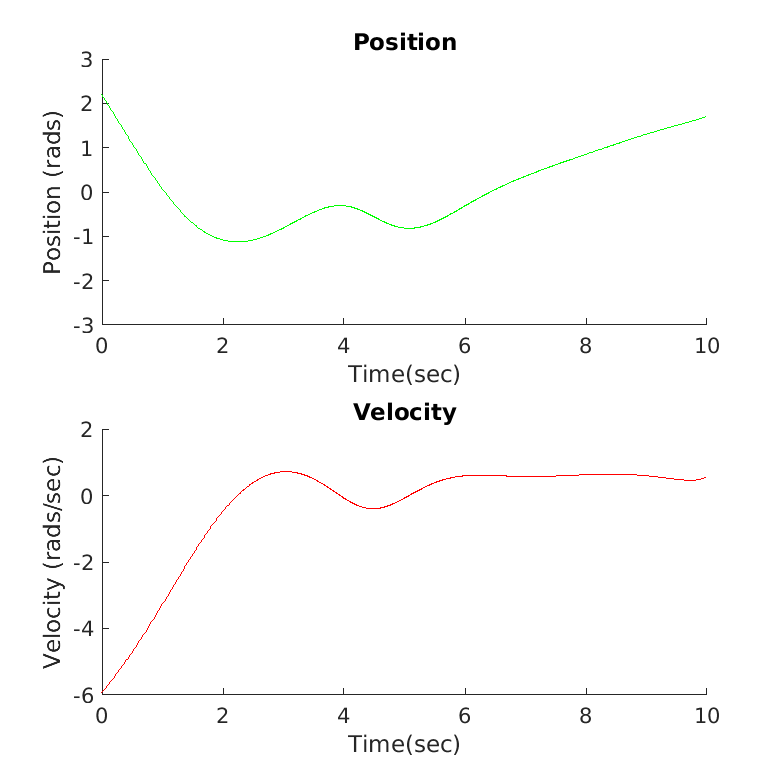 Position
3
2
1
0
-1
-2
-3
Position (rads)
0 2 4 6 8 10
Time(sec)
Velocity
2
0
-2
-4
-6
Velocity (rads/sec)
0 2 4 6 8 10
Time(sec)